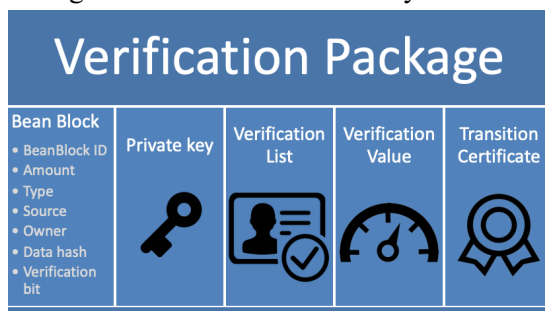 Verification Package
Bean Block
• BeanBlock ID
• Amount
• Type
• Source
• Owner
• Data hash
• Verification
bit
Private key
Verification
List
Verification
Value
Transition
Certificate